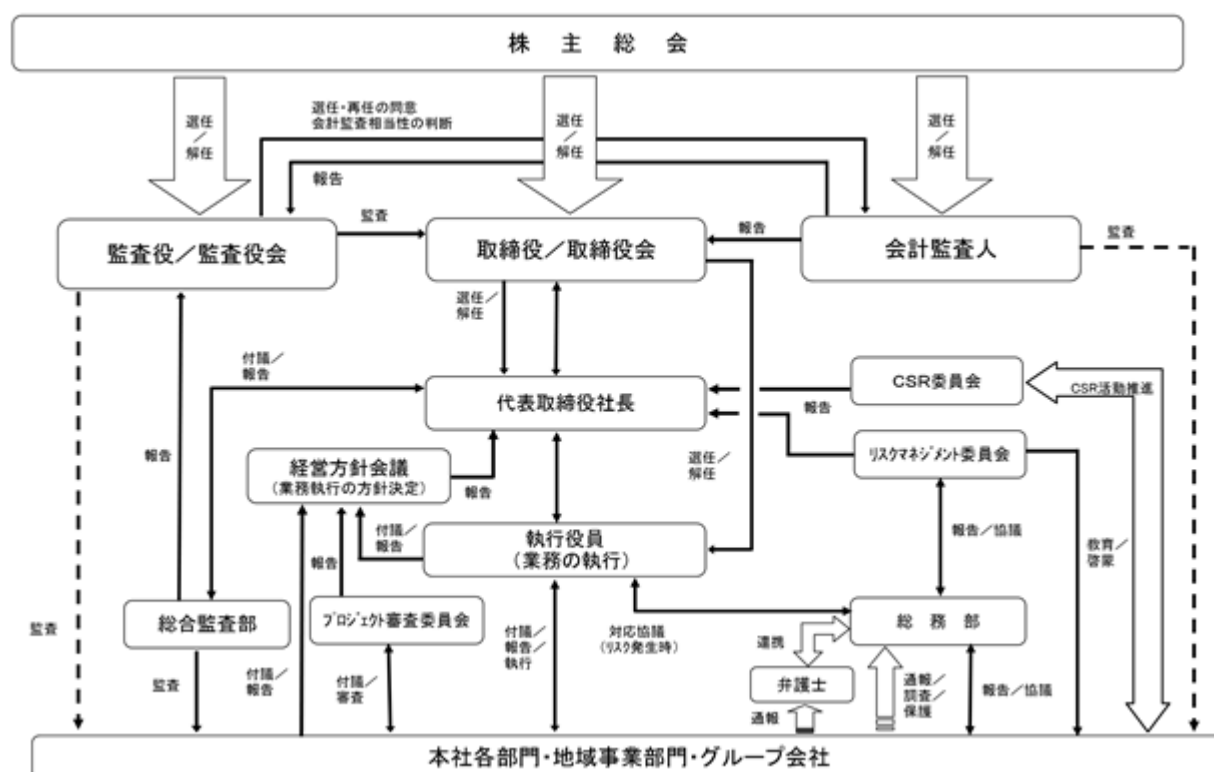 株 主 総 会
選任
／
解任
選任・再任の同意
会計監査相当性の判断
選任
／
解任
選任
／
解任
報告
監査役／監査役会
監査
取締役／取締役会
報告
会計監査人
監査
選任／
解任
付議／
報告
代表取締役社長
CSR委員会
CSR活動推進
報告
報告
経営方針会議
(業務執行の方針決定)
報告
選任／
解任
リスクマネジメント委員会
付議／
報告
執行役員
(業務の執行)
報告
報告／協議
教育／
啓蒙
監査
総合監査部
プロジェクト審査委員会
付議／
報告／
執行
対応協議
(リスク発生時)
総 務 部
連携
監査
付議／
報告
付議／
審査
弁護士
通報
通報／
調査／
保護
報告／協議
本社各部門・地域事業部門・グループ会社